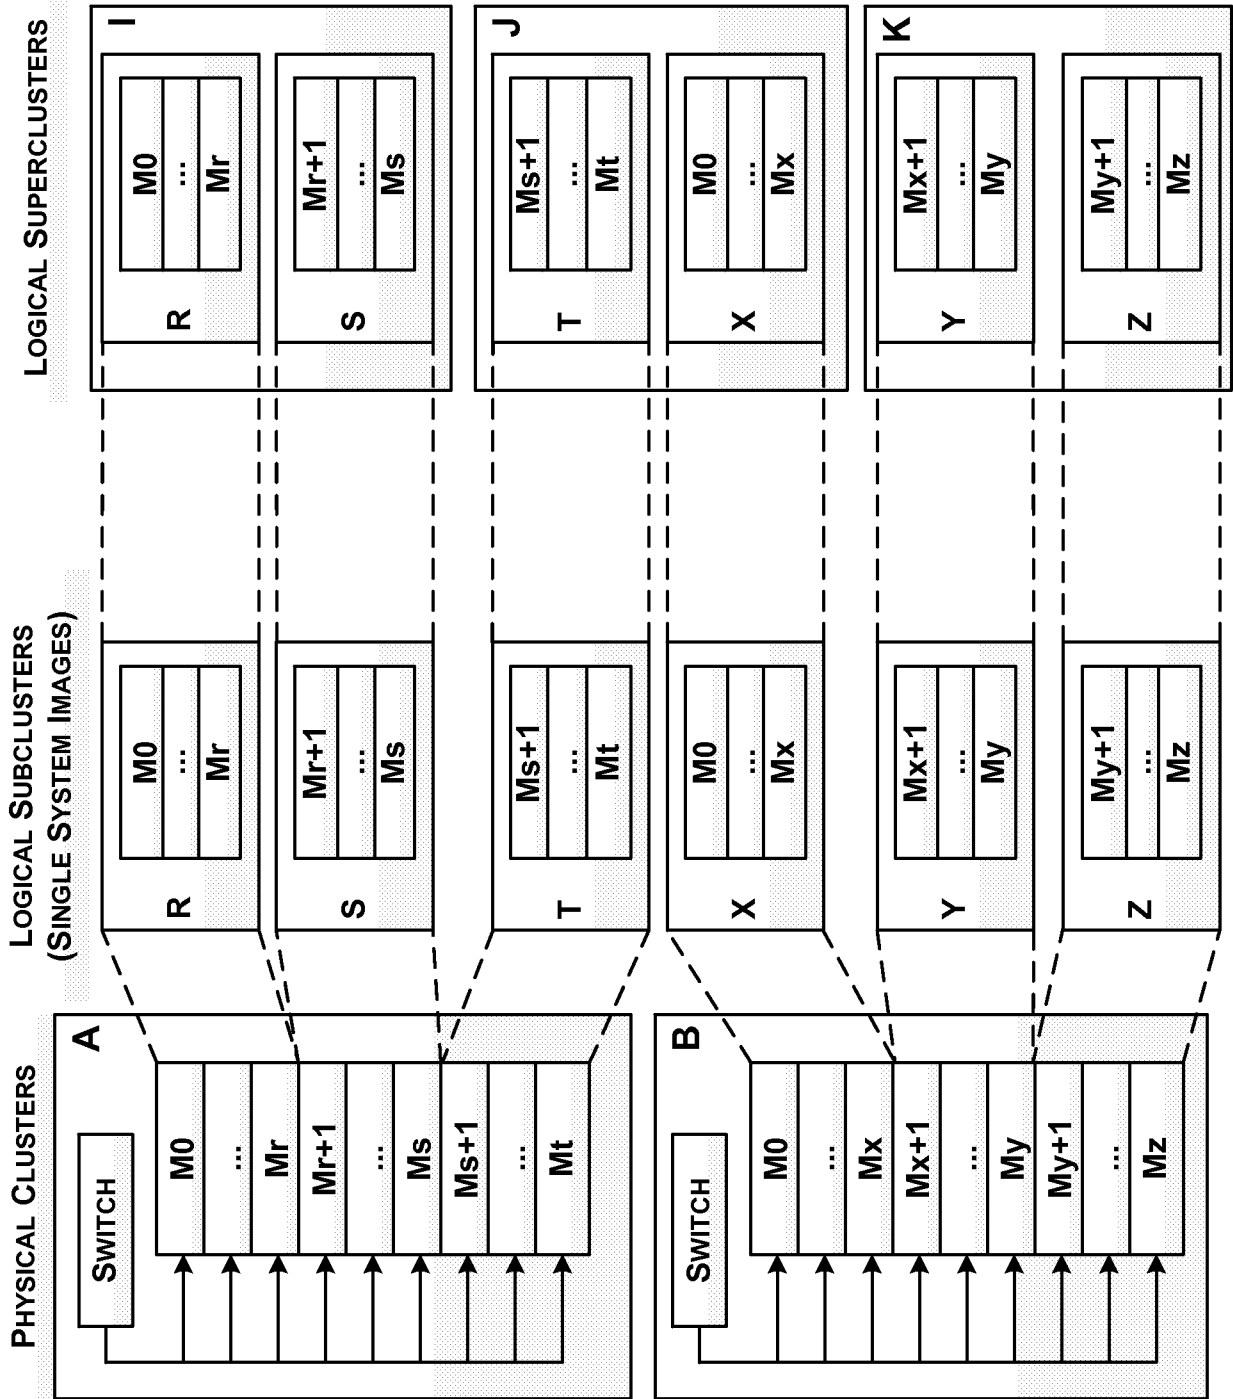 PHYSICAL CLUSTERS
A
SWITCH
M0
...
Mr
Mr+1
...
Ms
Ms+1
...
Mt
B
SWITCH
M0
...
Mx
Mx+1
...
My
My+1
...
Mz
LOGICAL SUBCLUSTERS
(SINGLE SYSTEM IMAGES)
R
M0
...
Mr
S
Mr+1
...
Ms
T
Ms+1
...
Mt
X
M0
...
Mx
Y
Mx+1
...
My
Z
My+1
...
Mz
LOGICAL SUPERCLUSTERS
I
R
M0
...
Mr
S
Mr+1
...
Ms
J
T
Ms+1
...
Mt
X
M0
...
Mx
K
Y
Mx+1
...
My
Z
My+1
...
Mz